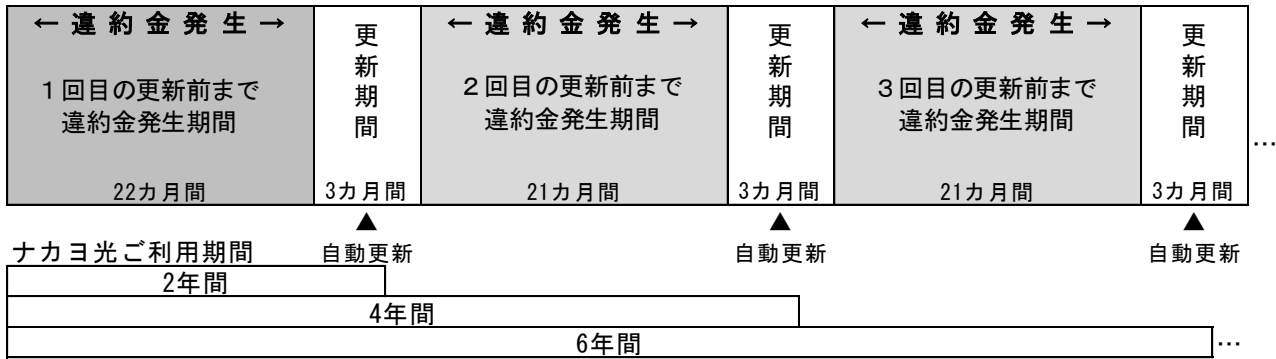 ← 違 約 金 発 生 →
1回目の更新前まで
違約金発生期間
22カ月間
更新期間
3カ月間
← 違 約 金 発 生 →
2回目の更新前まで
違約金発生期間
21カ月間
更新期間
3カ月間
← 違 約 金 発 生 →
3回目の更新前まで
違約金発生期間
21カ月間
更新期間
3カ月間
…
▲
自動更新
▲
自動更新
▲
自動更新
ナカヨ光ご利用期間
2年間
4年間
6年間
…